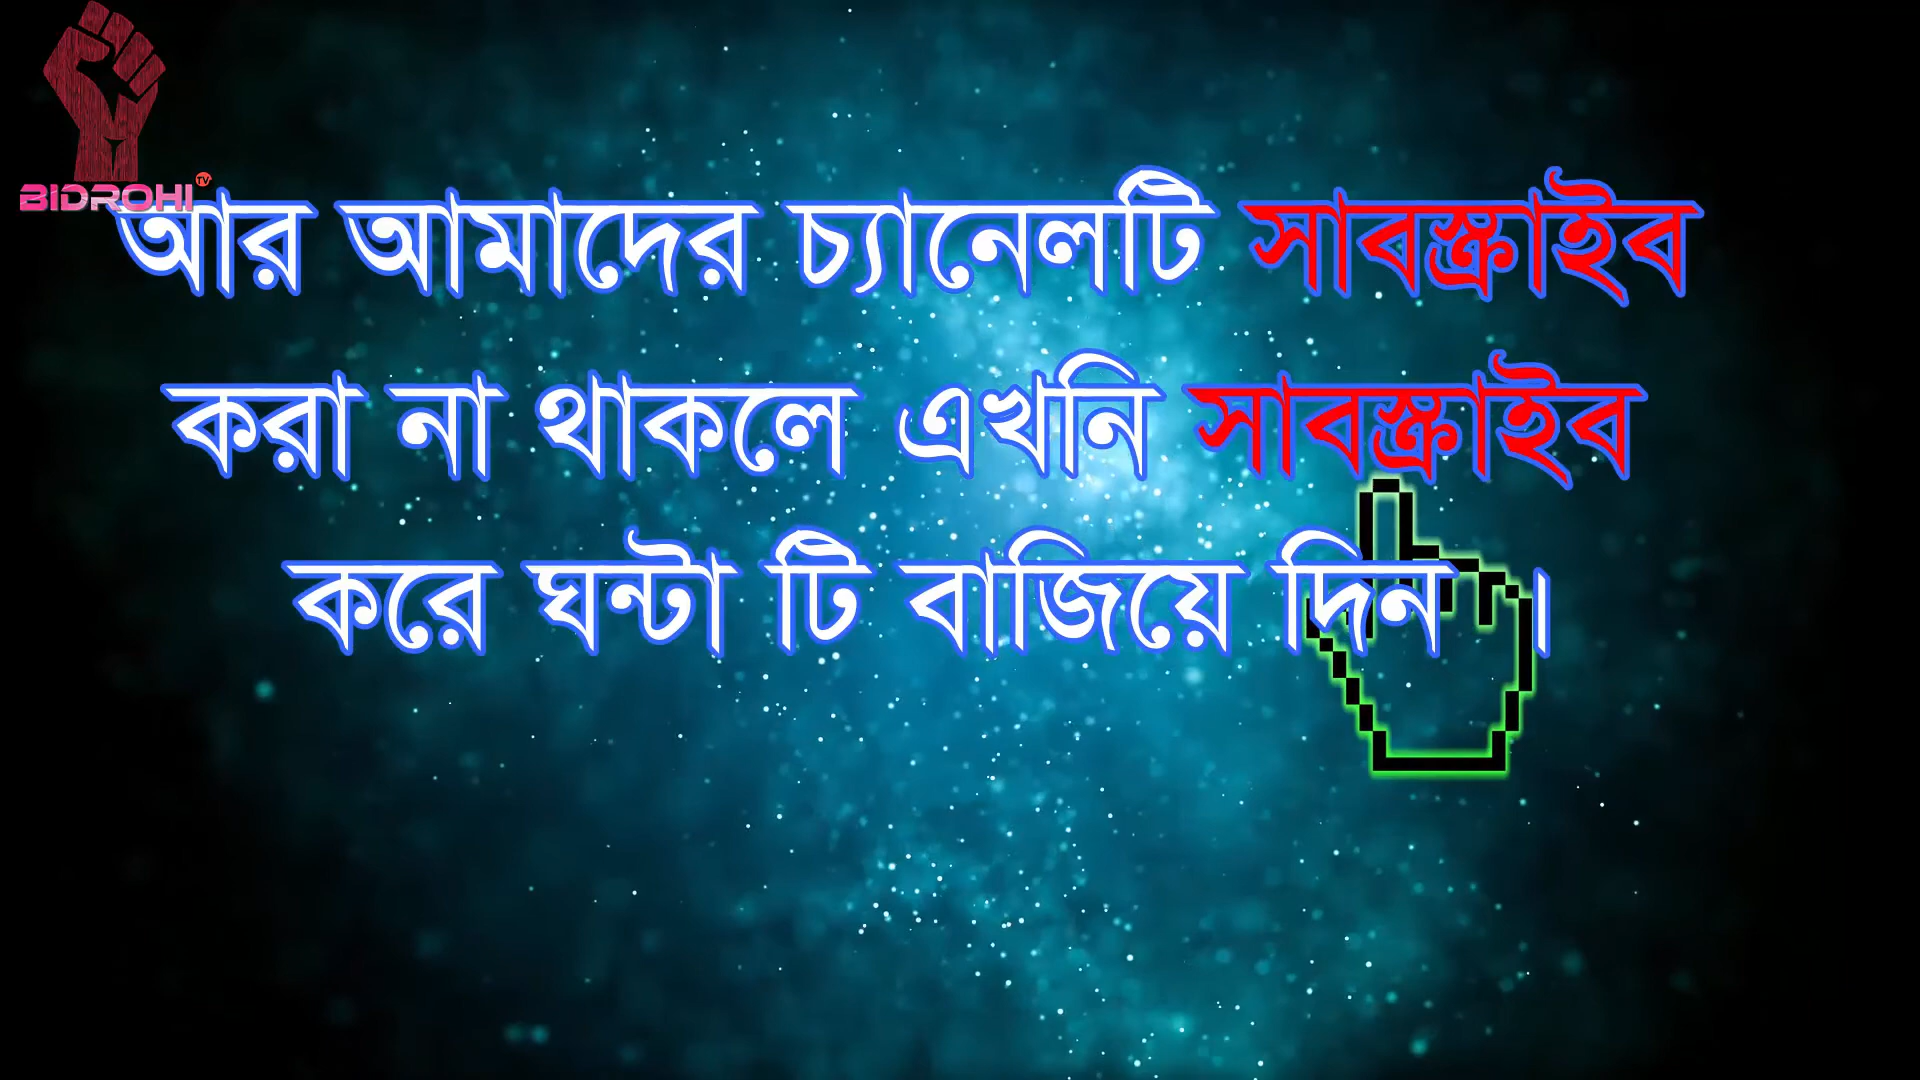 BIDROHI TV
আর আমাদের চ্যানেলটি সাবস্ক্রাইব
করা না থাকলে এখনি সাবস্ক্রাইব
করে ঘন্টা টি বাজিয়ে দিন ।